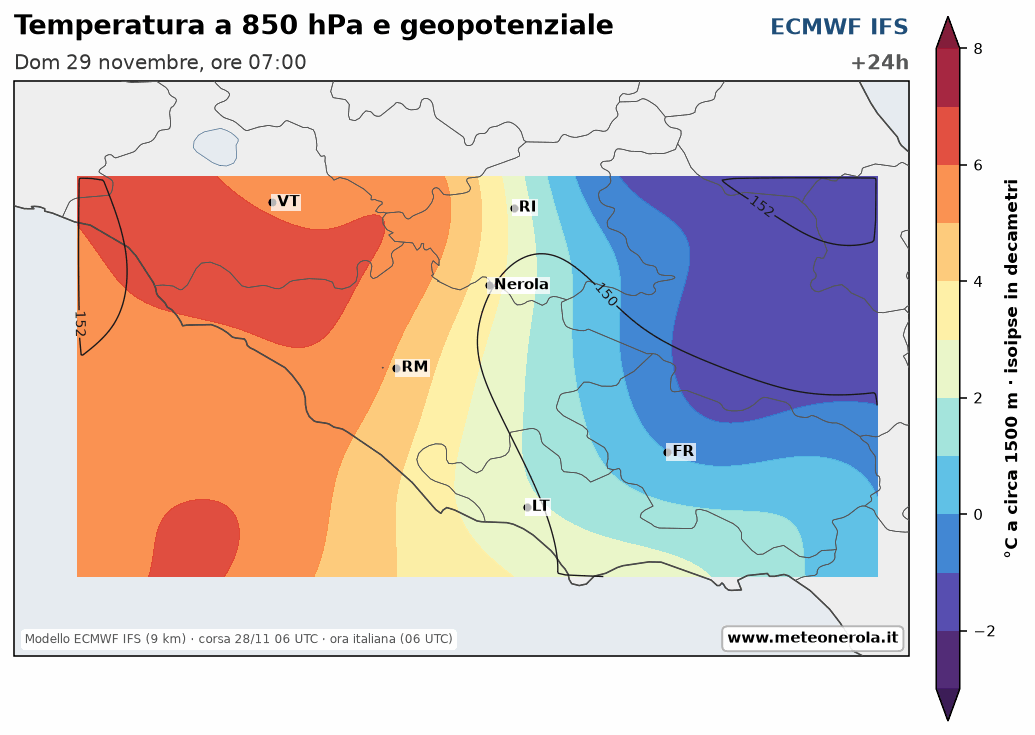 Temperatura a 850 hPa e geopotenziale
ECMWF IFS
Dom 29 novembre, ore 07:00
+24h
VT
RI
152
Nerola
150
152
RM
FR
LT
Modello ECMWF IFS (9 km) · corsa 28/11 06 UTC · ora italiana (06 UTC)
www.meteonerola.it
8
6
4
2
0
−2
°C a circa 1500 m · isoipse in decametri